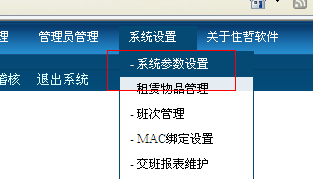 理 管理员管理 系统设置 关于住哲软件
- 系统参数设置
稽核 退出系统
- 租赁物品管理
- 班次管理
- MAC绑定设置
- 交班报表维护